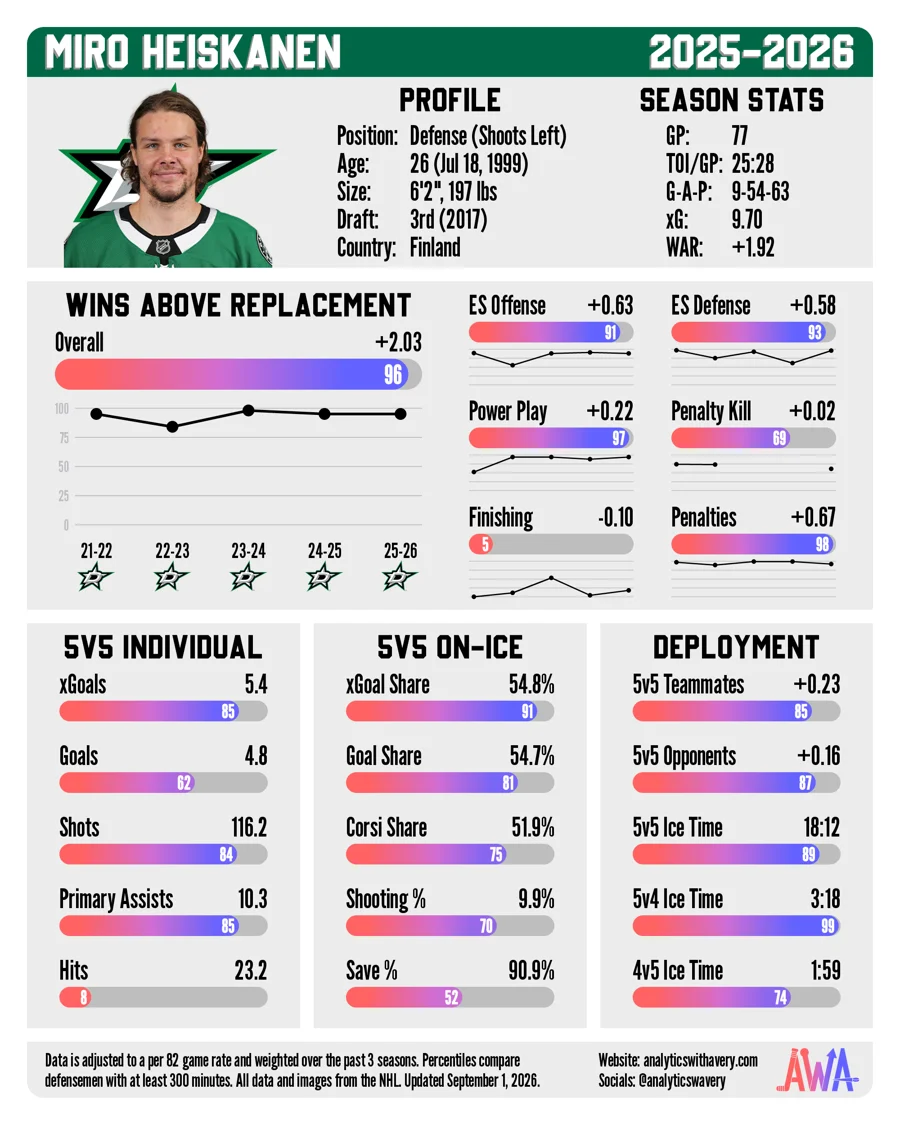 MIRO HEISKANEN 2025-2026
PROFILE
Position: Defense (Shoots Left)
Age: 26 (Jul 18, 1999)
Size: 6'2", 197 lbs
Draft: 3rd (2017)
Country: Finland
SEASON STATS
GP: 77
TOI/GP: 25:28
G-A-P: 9-54-63
xG: 9.70
WAR: +1.92
WINS ABOVE REPLACEMENT
Overall +2.03
96
100
75
50
25
0
21-22 22-23 23-24 24-25 25-26
ES Offense +0.63
91
ES Defense +0.58
93
Power Play +0.22
97
Penalty Kill +0.02
69
Finishing -0.10
5
Penalties +0.67
98
5V5 INDIVIDUAL
xGoals 5.4
85
Goals 4.8
62
Shots 116.2
84
Primary Assists 10.3
85
Hits 23.2
8
5V5 ON-ICE
xGoal Share 54.8%
91
Goal Share 54.7%
81
Corsi Share 51.9%
75
Shooting % 9.9%
70
Save % 90.9%
52
DEPLOYMENT
5v5 Teammates +0.23
85
5v5 Opponents +0.16
87
5v5 Ice Time 18:12
89
5v4 Ice Time 3:18
99
4v5 Ice Time 1:59
74
Data is adjusted to a per 82 game rate and weighted over the past 3 seasons. Percentiles compare
defensemen with at least 300 minutes. All data and images from the NHL. Updated September 1, 2026.
Website: analyticswithavery.com
Socials: @analyticswavery
AWA